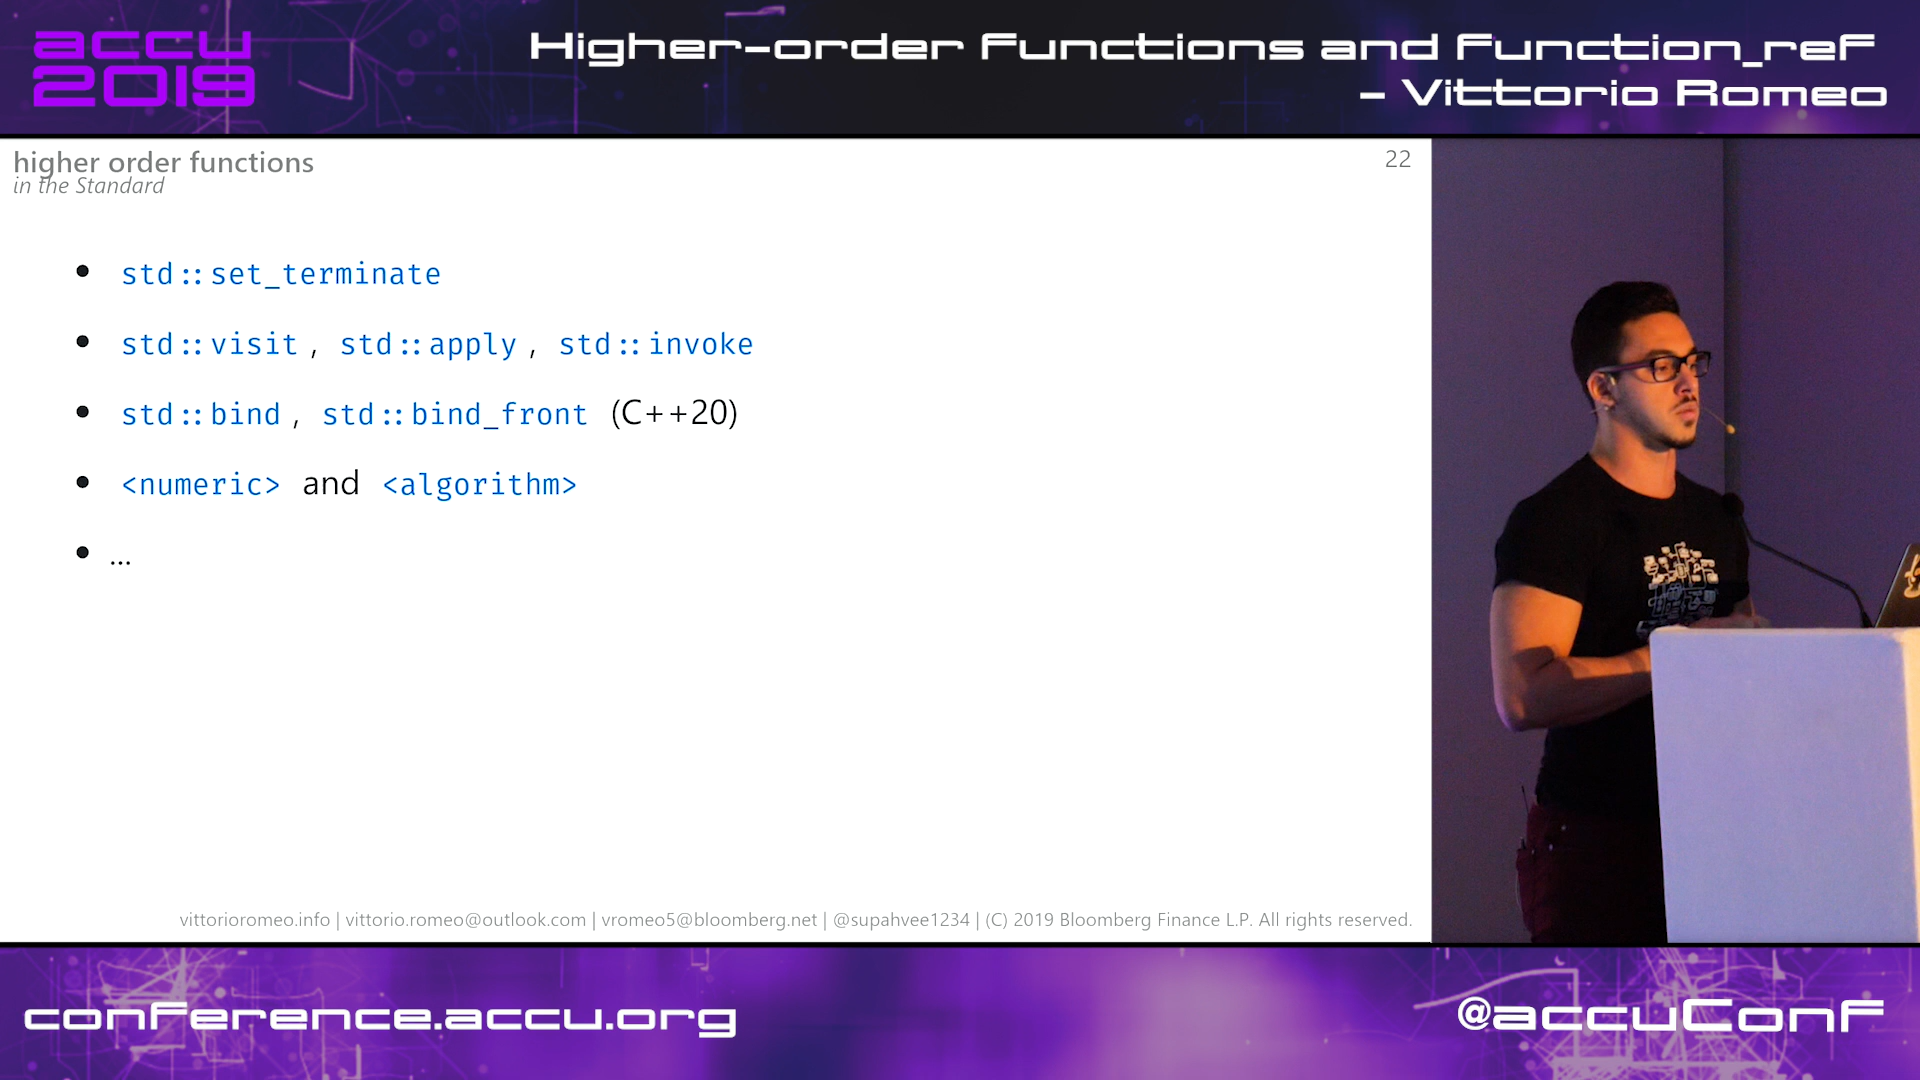 accu
2019
Higher-order Functions and Function_ref
- Vittorio Romeo
higher order functions
in the Standard
22
• std::set_terminate
• std::visit, std::apply, std::invoke
• std::bind, std::bind_front (C++20)
• <numeric> and <algorithm>
• ...
vittorioromeo.info | vittorio.romeo@outlook.com | vromeo5@bloomberg.net | @supahvee1234 | (C) 2019 Bloomberg Finance L.P. All rights reserved.
conference.accu.org
@accuConf